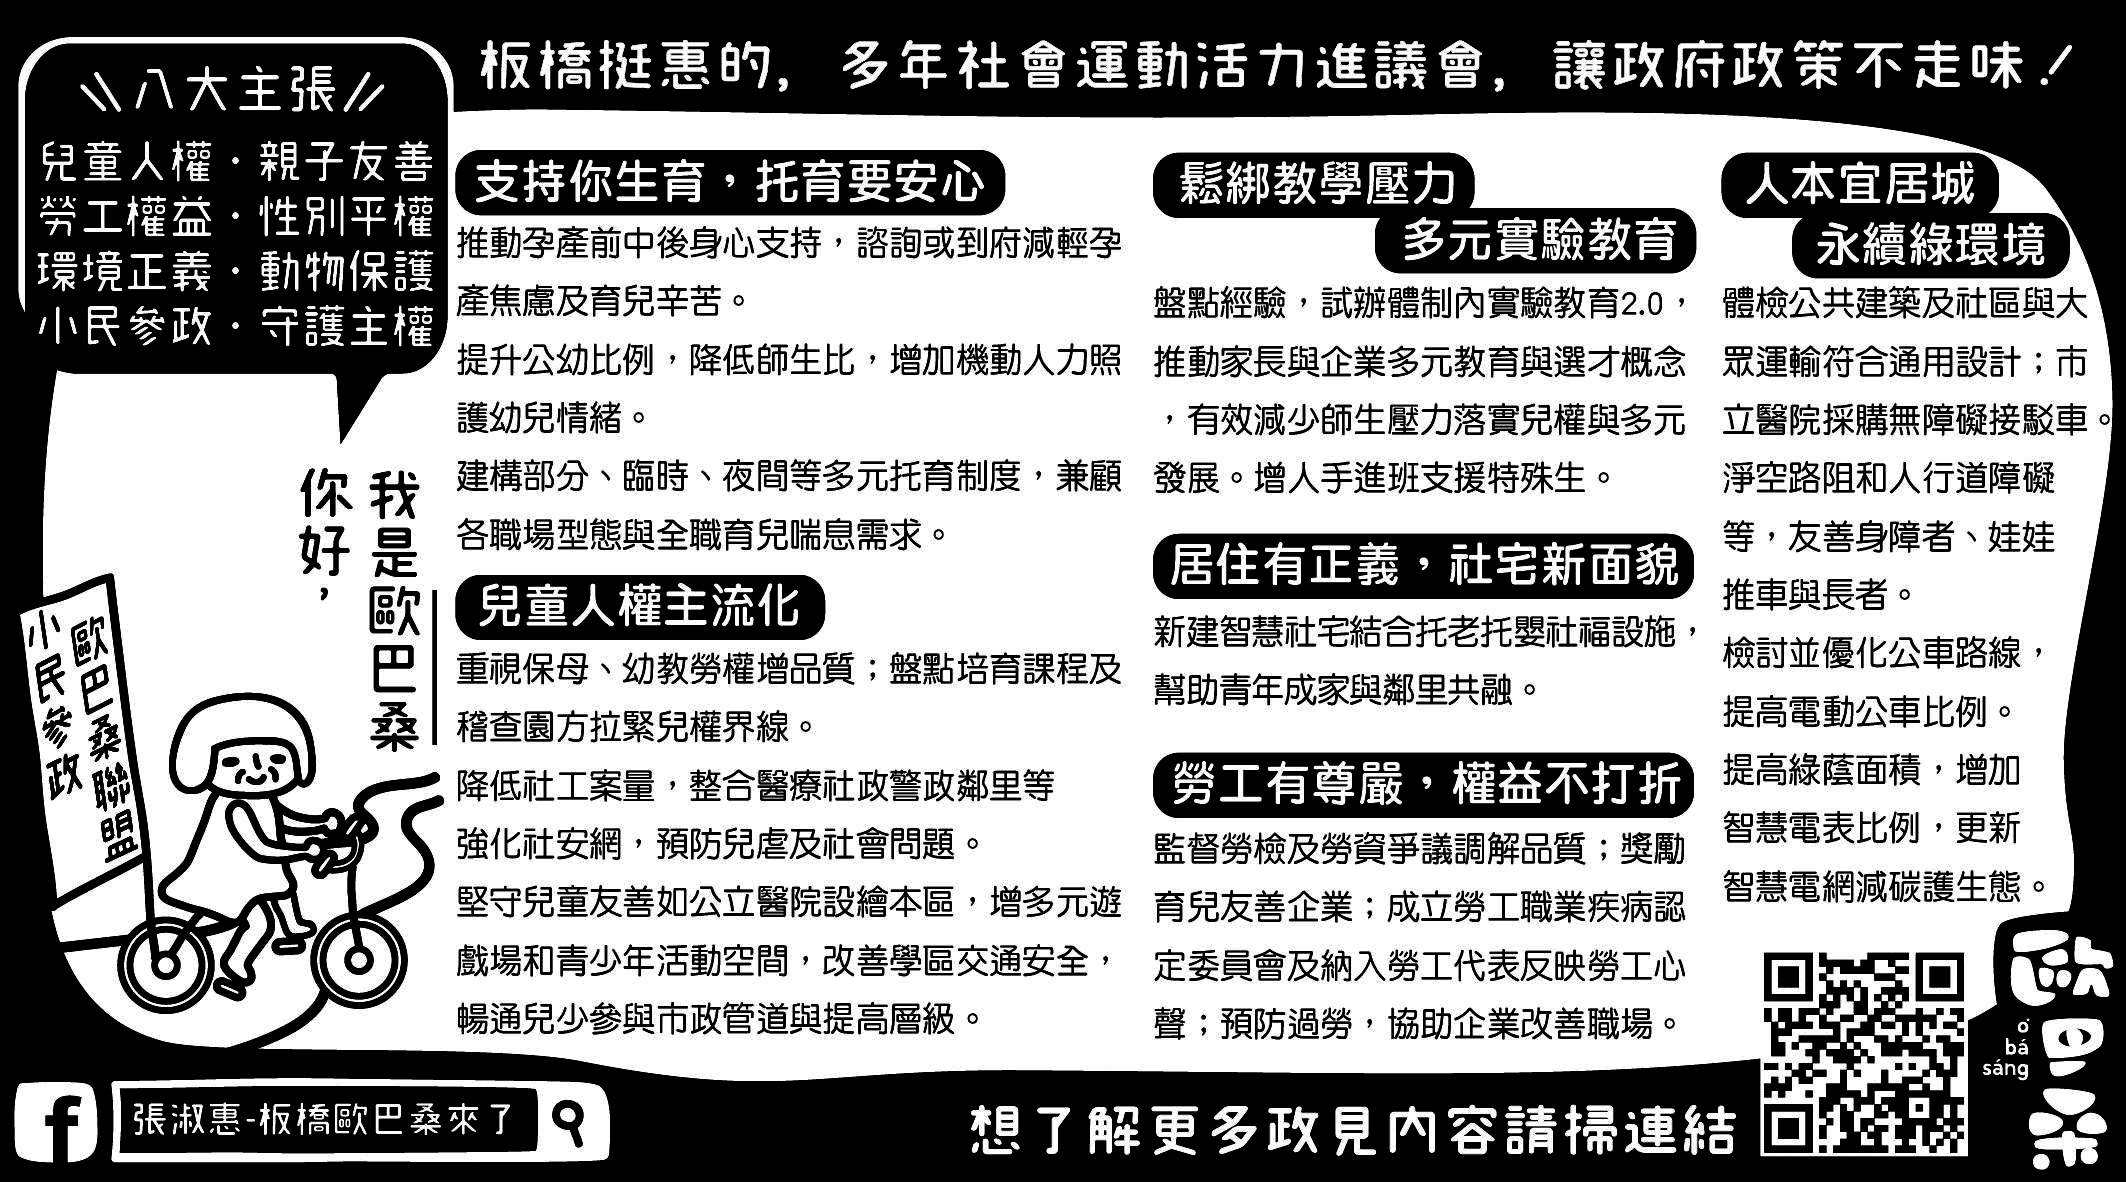 板橋挺惠的，多年社會運動活力進議會，讓政府政策不走味！
八大主張
兒童人權・親子友善
勞工權益・性別平權
環境正義・動物保護
小民參政・守護主權
你好，
我是歐巴桑
小民參政
歐巴桑聯盟
支持你生育，托育要安心
推動孕產前中後身心支持，諮詢或到府減輕孕
產焦慮及育兒辛苦。
提升公幼比例，降低師生比，增加機動人力照
護幼兒情緒。
建構部分、臨時、夜間等多元托育制度，兼顧
各職場型態與全職育兒喘息需求。
兒童人權主流化
重視保母、幼教勞權增品質；盤點培育課程及
稽查園方拉緊兒權界線。
降低社工案量，整合醫療社政警政鄰里等
強化社安網，預防兒虐及社會問題。
堅守兒童友善如公立醫院設繪本區，增多元遊
戲場和青少年活動空間，改善學區交通安全，
暢通兒少參與市政管道與提高層級。
鬆綁教學壓力
多元實驗教育
盤點經驗，試辦體制內實驗教育2.0，
推動家長與企業多元教育與選才概念
，有效減少師生壓力落實兒權與多元
發展。增人手進班支援特殊生。
居住有正義，社宅新面貌
新建智慧社宅結合托老托嬰社福設施，
幫助青年成家與鄰里共融。
勞工有尊嚴，權益不打折
監督勞檢及勞資爭議調解品質；獎勵
育兒友善企業；成立勞工職業疾病認
定委員會及納入勞工代表反映勞工心
聲；預防過勞，協助企業改善職場。
人本宜居城
永續綠環境
體檢公共建築及社區與大
眾運輸符合通用設計；市
立醫院採購無障礙接駁車。
淨空路阻和人行道障礙
等，友善身障者、娃娃
推車與長者。
檢討並優化公車路線，
提高電動公車比例。
提高綠蔭面積，增加
智慧電表比例，更新
智慧電網減碳護生態。
張淑惠-板橋歐巴桑來了
想了解更多政見內容請掃連結
歐巴桑
o͘
bá
sáng